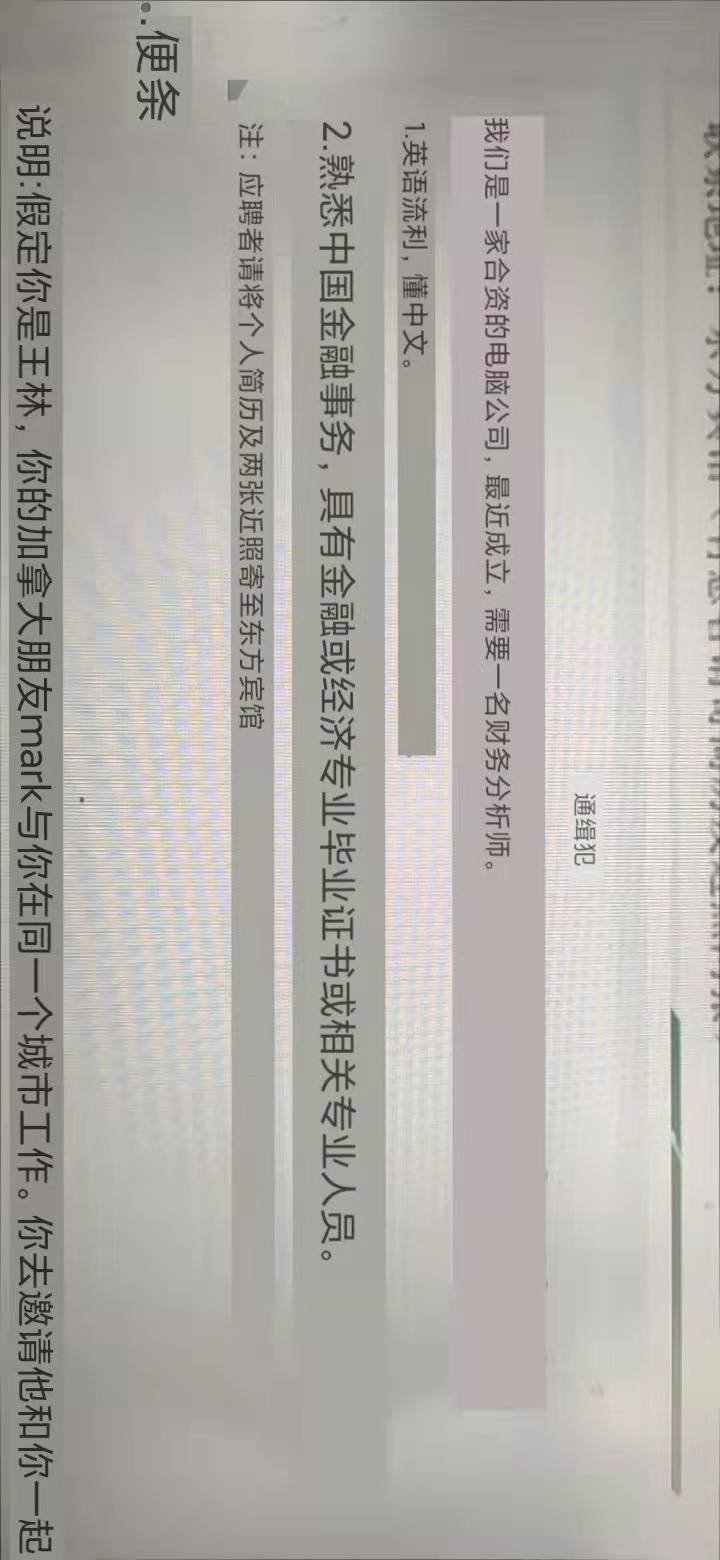 通缉犯
我们是一家合资的电脑公司，最近成立，需要一名财务分析师。
1.英语流利，懂中文。
2.熟悉中国金融事务，具有金融或经济专业毕业证书或相关专业人员。
注：应聘者请将个人简历及两张近照寄至东方宾馆
便条
说明:假定你是王林，你的加拿大朋友mark与你在同一个城市工作。你去邀请他和你一起